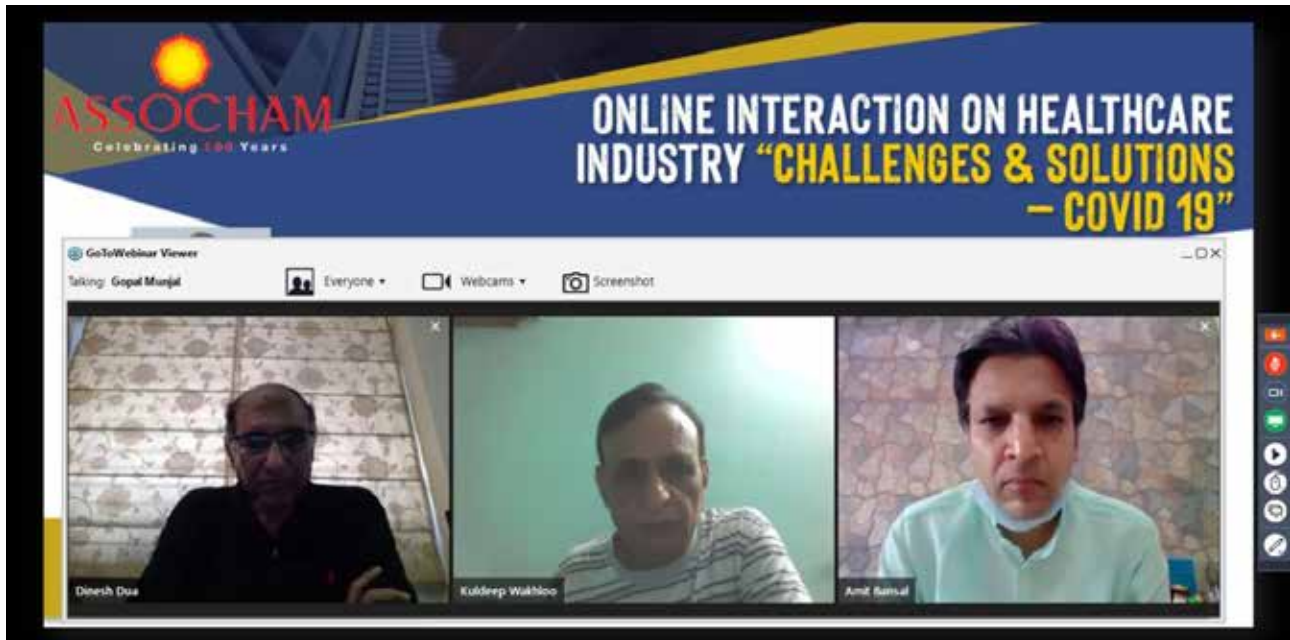 ASSOCHAM
Celebrating 100 Years
ONLINE INTERACTION ON HEALTHCARE
INDUSTRY “CHALLENGES & SOLUTIONS
– COVID 19”
GoToWebinar Viewer
Talking: Gopal Munjal
Everyone
Webcams
Screenshot
Dinesh Dua
Kuldeep Wakhloo
Amit Bansal